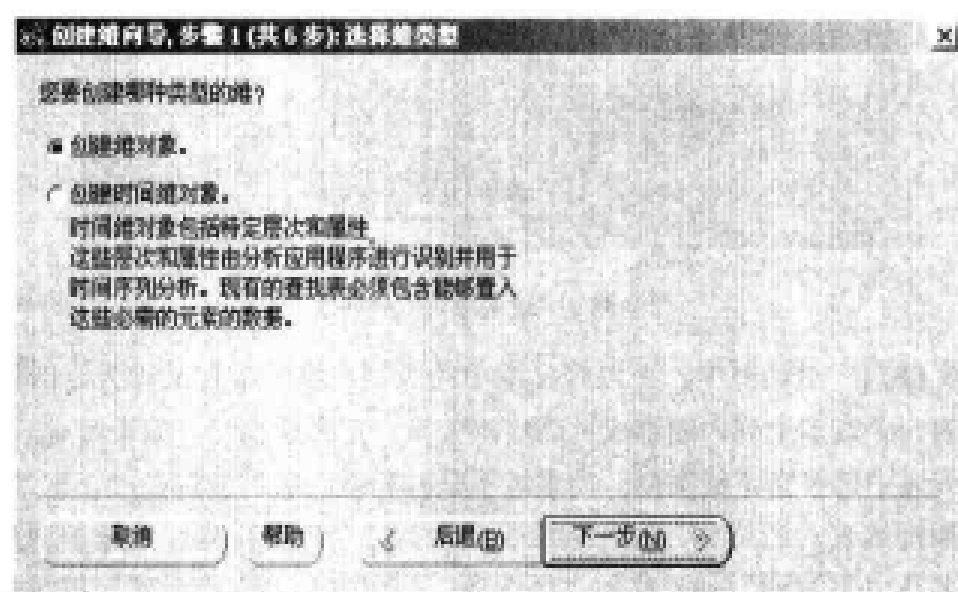 创建维向导, 步骤 1 (共 6 步): 选择维类型
您要创建哪种类型的维?
创建维对象。
创建时间维对象。
时间维对象包括特定层次和属性
这些层次和属性由分析应用程序进行识别并用于
时间序列分析。现有的查找表必须包含能够置入
这些必需的元素的数据。
取消
帮助
后退(B)
下一步(N)